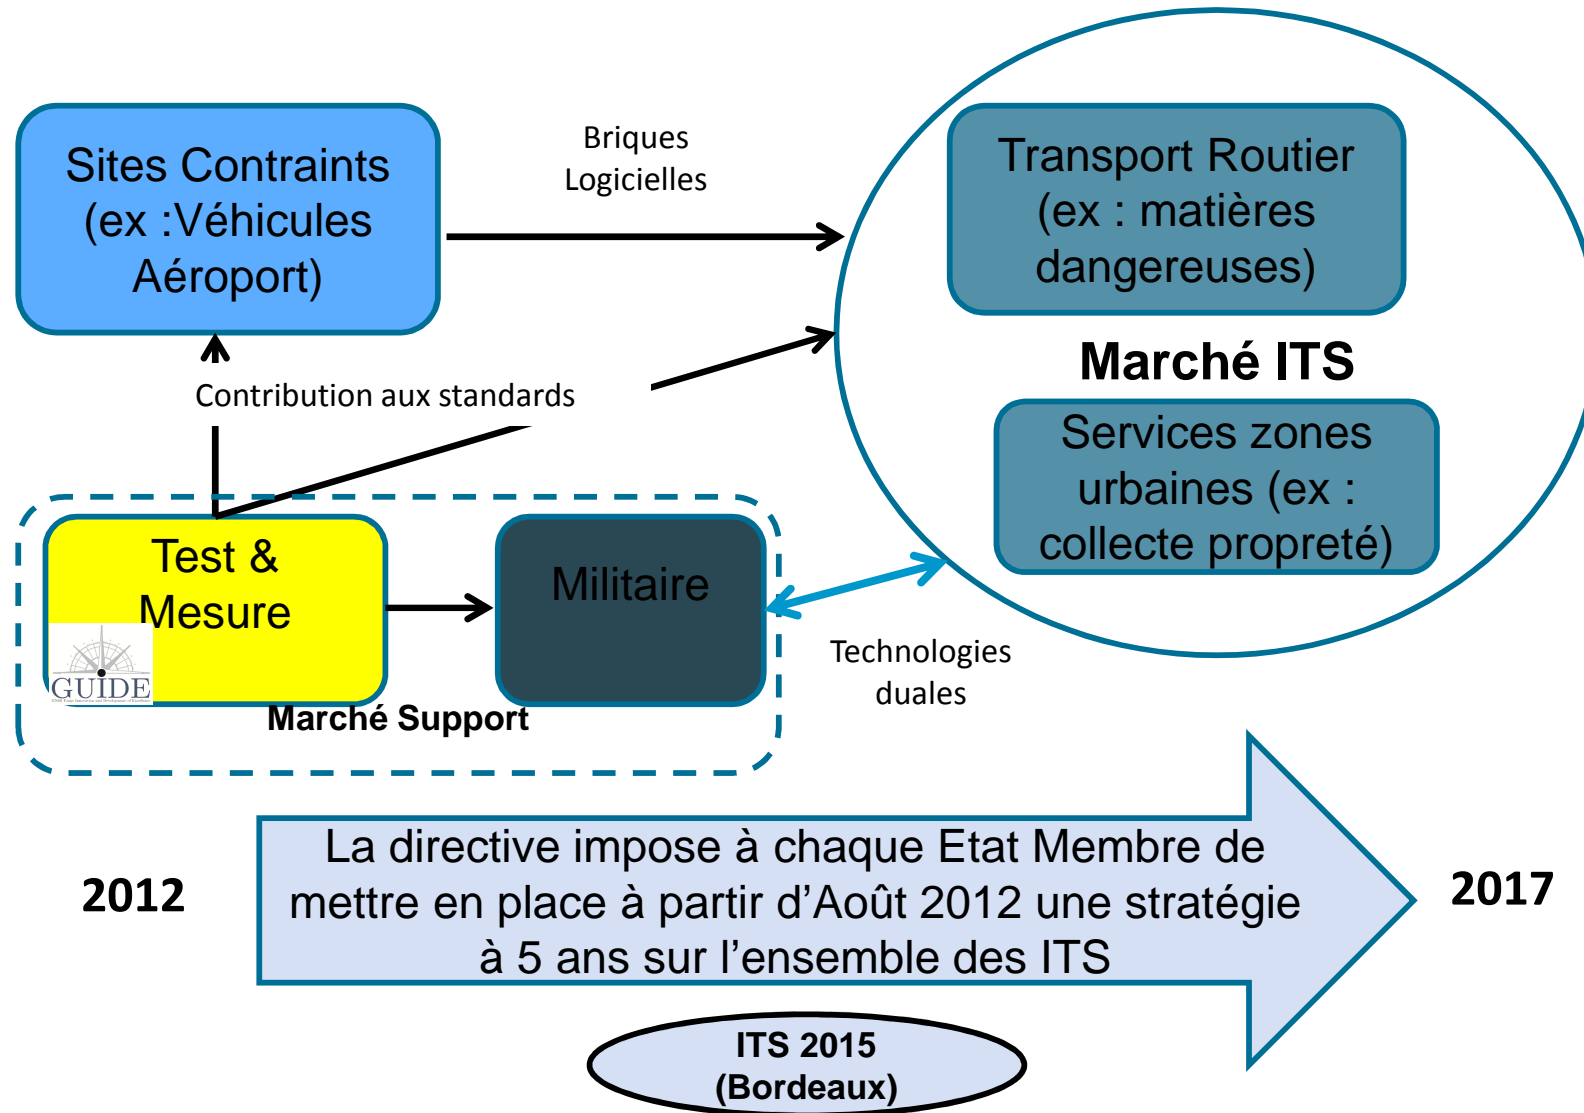 Sites Contraints
(ex :Véhicules
Aéroport)
Briques
Logicielles
Transport Routier
(ex : matières
dangereuses)
Marché ITS
Services zones
urbaines (ex :
collecte propreté)
Contribution aux standards
Test &
Mesure
GUIDE
Militaire
Marché Support
Technologies
duales
2012
La directive impose à chaque Etat Membre de
mettre en place à partir d’Août 2012 une stratégie
à 5 ans sur l’ensemble des ITS
2017
ITS 2015
(Bordeaux)